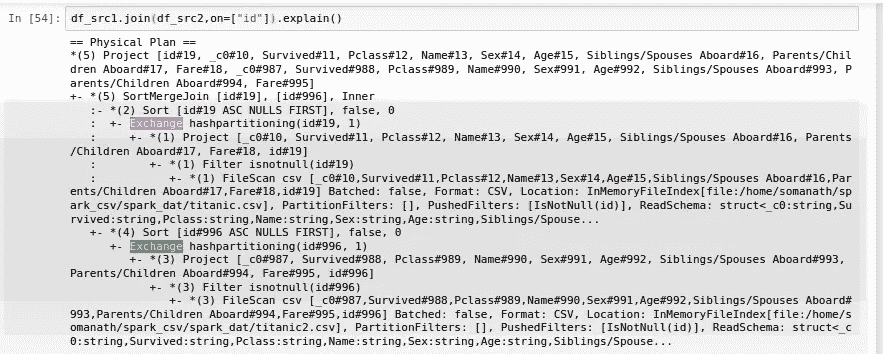 In [54]: df_src1.join(df_src2,on=["id"]).explain()
== Physical Plan ==
*(5) Project [id#19, _c0#10, Survived#11, Pclass#12, Name#13, Sex#14, Age#15, Siblings/Spouses Aboard#16, Parents/Chil
dren Aboard#17, Fare#18, _c0#987, Survived#988, Pclass#989, Name#990, Sex#991, Age#992, Siblings/Spouses Aboard#993, P
arents/Children Aboard#994, Fare#995]
+- *(5) SortMergeJoin [id#19], [id#996], Inner
:- *(2) Sort [id#19 ASC NULLS FIRST], false, 0
: +- Exchange hashpartitioning(id#19, 1)
: +- *(1) Project [_c0#10, Survived#11, Pclass#12, Name#13, Sex#14, Age#15, Siblings/Spouses Aboard#16, Parents
/Children Aboard#17, Fare#18, id#19]
: +- *(1) Filter isnotnull(id#19)
: +- *(1) FileScan csv [_c0#10,Survived#11,Pclass#12,Name#13,Sex#14,Age#15,Siblings/Spouses Aboard#16,Par
ents/Children Aboard#17,Fare#18,id#19] Batched: false, Format: CSV, Location: InMemoryFileIndex[file:/home/somanath/sp
ark_csv/spark_dat/titanic.csv], PartitionFilters: [], PushedFilters: [IsNotNull(id)], ReadSchema: struct<_c0:string,Su
rvived:string,Pclass:string,Name:string,Sex:string,Age:string,Siblings/Spouse...
+- *(4) Sort [id#996 ASC NULLS FIRST], false, 0
+- Exchange hashpartitioning(id#996, 1)
+- *(3) Project [_c0#987, Survived#988, Pclass#989, Name#990, Sex#991, Age#992, Siblings/Spouses Aboard#993,
Parents/Children Aboard#994, Fare#995, id#996]
+- *(3) Filter isnotnull(id#996)
+- *(3) FileScan csv [_c0#987,Survived#988,Pclass#989,Name#990,Sex#991,Age#992,Siblings/Spouses Aboard#
993,Parents/Children Aboard#994,Fare#995,id#996] Batched: false, Format: CSV, Location: InMemoryFileIndex[file:/home/s
omanath/spark_csv/spark_dat/titanic2.csv], PartitionFilters: [], PushedFilters: [IsNotNull(id)], ReadSchema: struct<_c
0:string,Survived:string,Pclass:string,Name:string,Sex:string,Age:string,Siblings/Spouse...